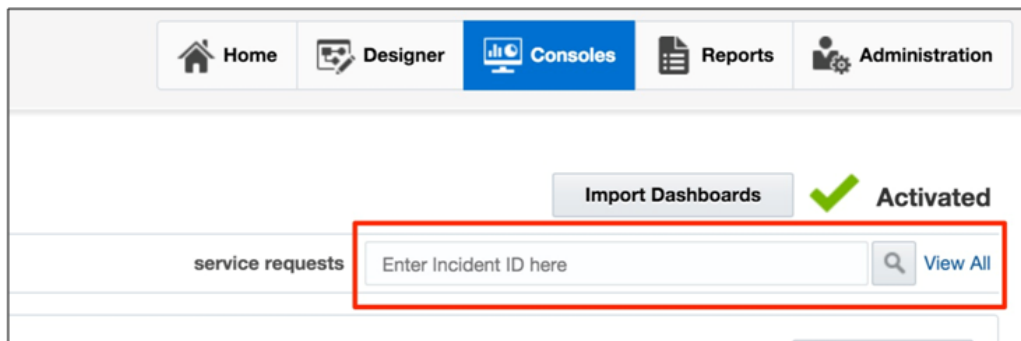 Home Designer Consoles Reports Administration
Import Dashboards Activated
service requests Enter Incident ID here View All